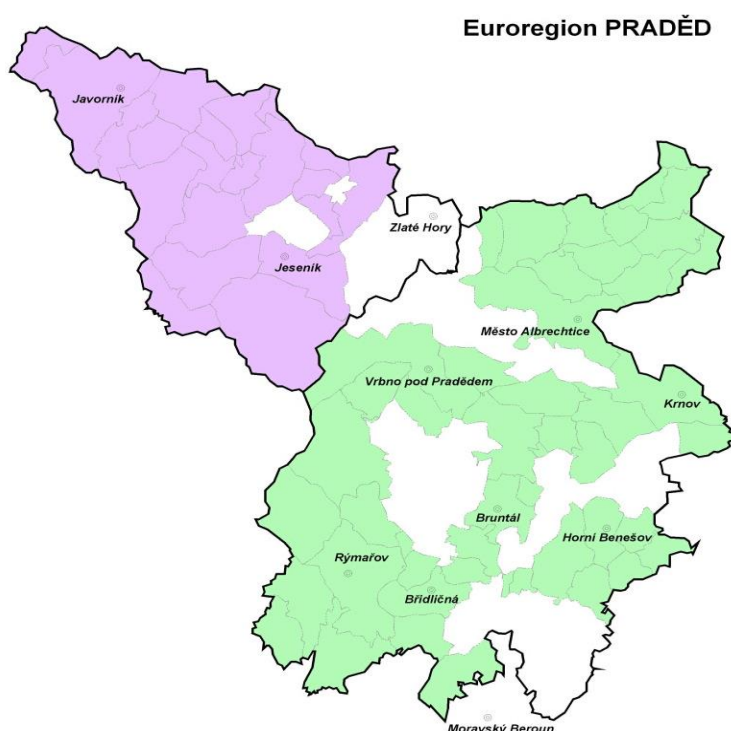 Euroregion PRADĚD
Javorník
Zlaté Hory
Jeseník
Město Albrechtice
Vrbno pod Pradědem
Krnov
Bruntál
Horní Benešov
Rýmařov
Břidličná
Moravský Beroun